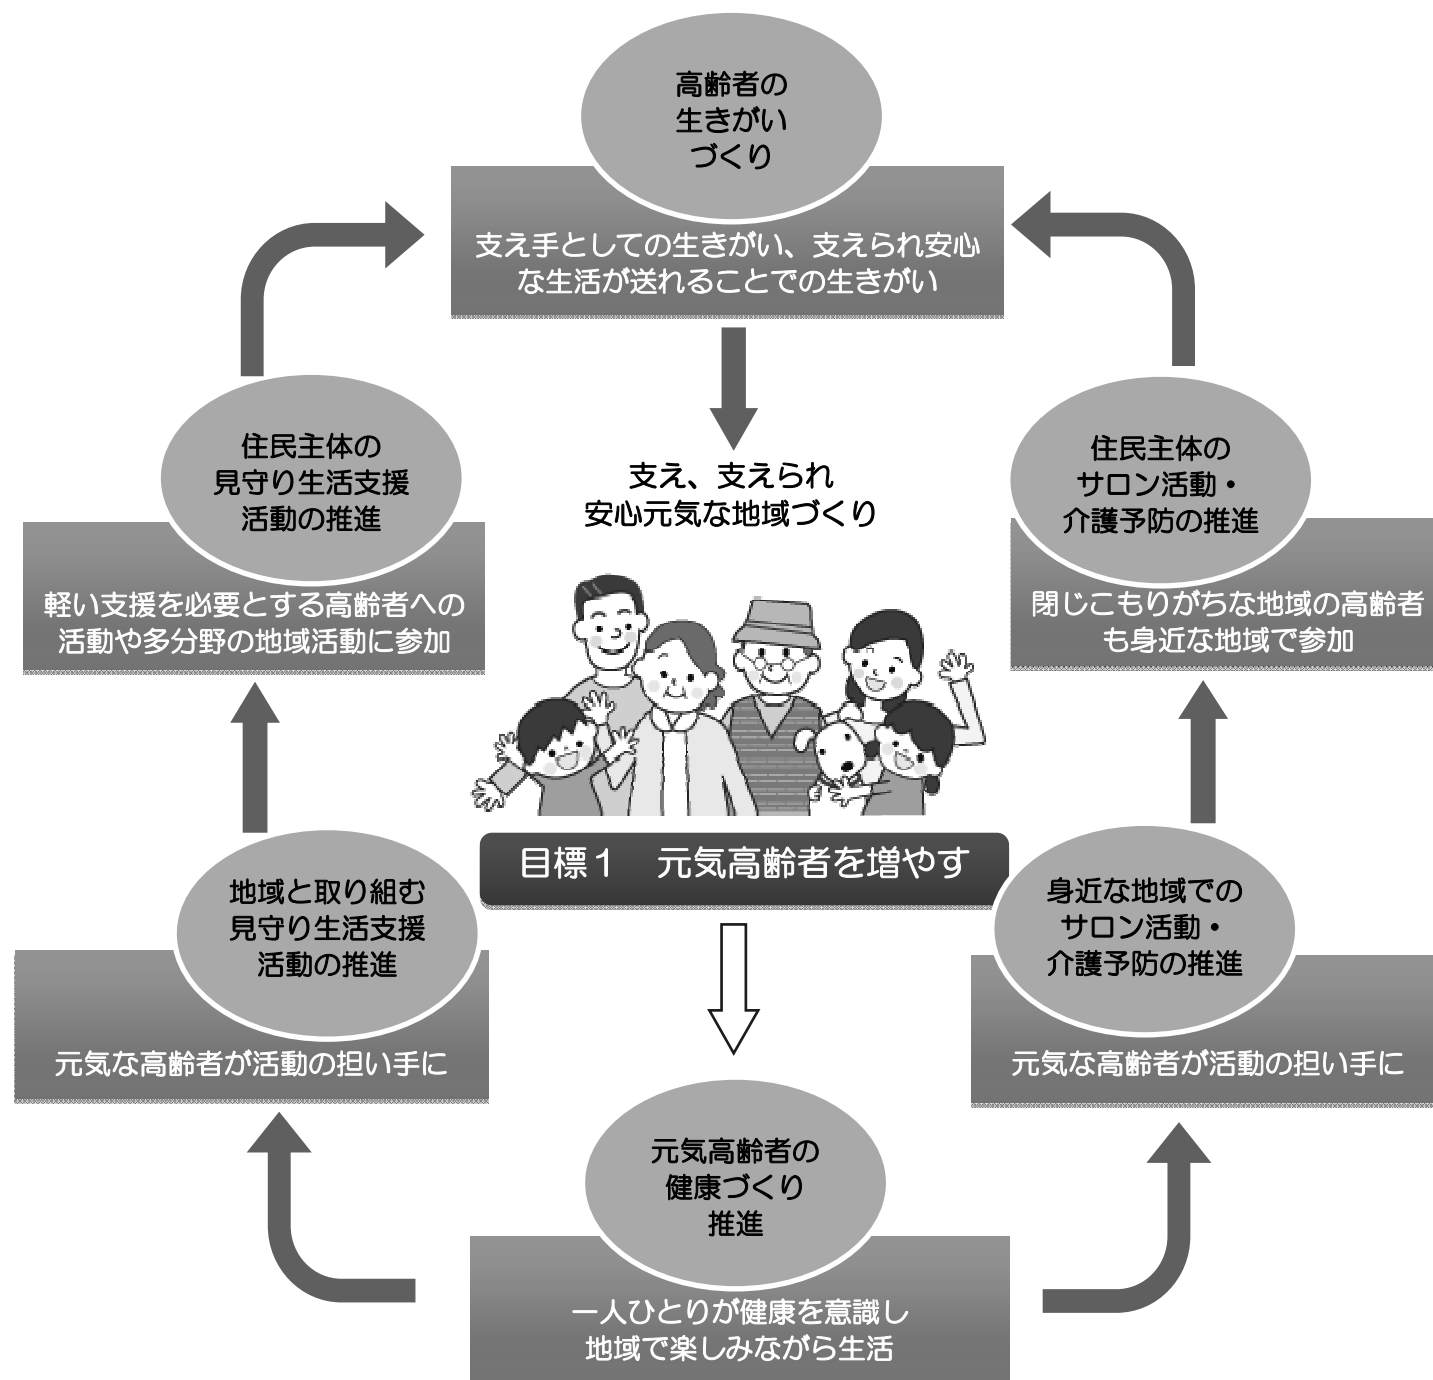 高齢者の
生きがい
づくり
支え手としての生きがい、支えられ安心
な生活が送れることでの生きがい
住民主体の
見守り生活支援
活動の推進
軽い支援を必要とする高齢者への
活動や多分野の地域活動に参加
支え、支えられ
安心元気な地域づくり
住民主体の
サロン活動・
介護予防の推進
閉じこもりがちな地域の高齢者
も身近な地域で参加
目標１　元気高齢者を増やす
地域と取り組む
見守り生活支援
活動の推進
元気な高齢者が活動の担い手に
身近な地域での
サロン活動・
介護予防の推進
元気な高齢者が活動の担い手に
元気高齢者の
健康づくり
推進
一人ひとりが健康を意識し
地域で楽しみながら生活